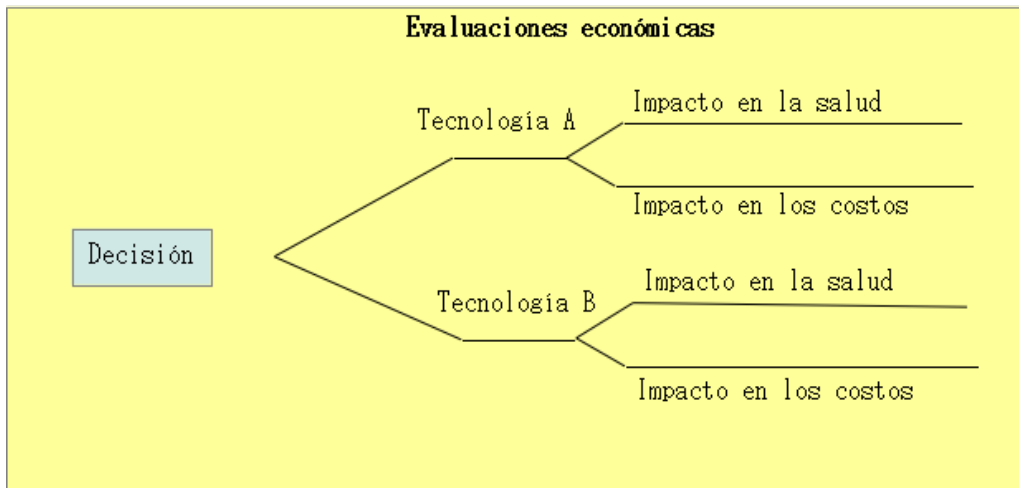 Evaluaciones económicas
Tecnología A
Impacto en la salud
Impacto en los costos
Decisión
Tecnología B
Impacto en la salud
Impacto en los costos